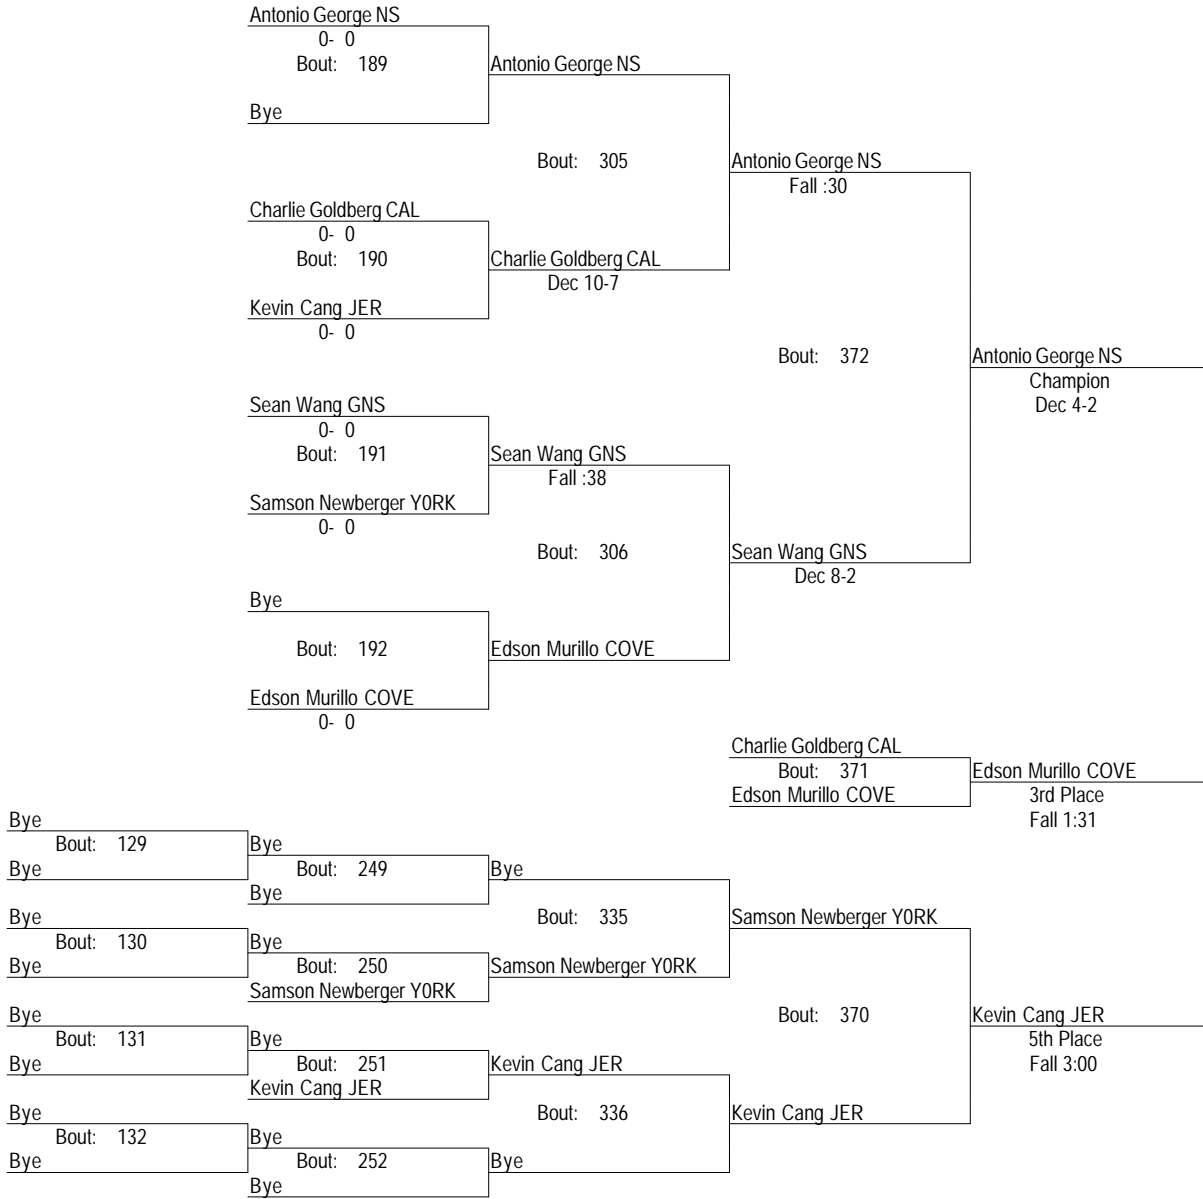 Antonio George NS
0- 0
Bout: 189
Antonio George NS
Bye
Bout: 305
Antonio George NS
Fall :30
Charlie Goldberg CAL
0- 0
Bout: 190
Charlie Goldberg CAL
Dec 10-7
Kevin Cang JER
0- 0
Bout: 372
Antonio George NS
Champion
Dec 4-2
Sean Wang GNS
0- 0
Bout: 191
Sean Wang GNS
Fall :38
Samson Newberger Y0RK
0- 0
Bout: 306
Sean Wang GNS
Dec 8-2
Bye
Bout: 192
Edson Murillo COVE
Edson Murillo COVE
0- 0
Charlie Goldberg CAL
Bout: 371
Edson Murillo COVE
Edson Murillo COVE
3rd Place
Fall 1:31
Bye
Bout: 129
Bye
Bye
Bout: 249
Bye
Bye
Bye
Bout: 130
Bye
Bout: 335
Samson Newberger Y0RK
Bye
Bout: 250
Samson Newberger Y0RK
Samson Newberger Y0RK
Bye
Bout: 131
Bye
Bout: 370
Kevin Cang JER
5th Place
Fall 3:00
Bye
Bout: 251
Kevin Cang JER
Kevin Cang JER
Bye
Bout: 132
Bye
Bout: 336
Kevin Cang JER
Bye
Bout: 252
Bye
Bye